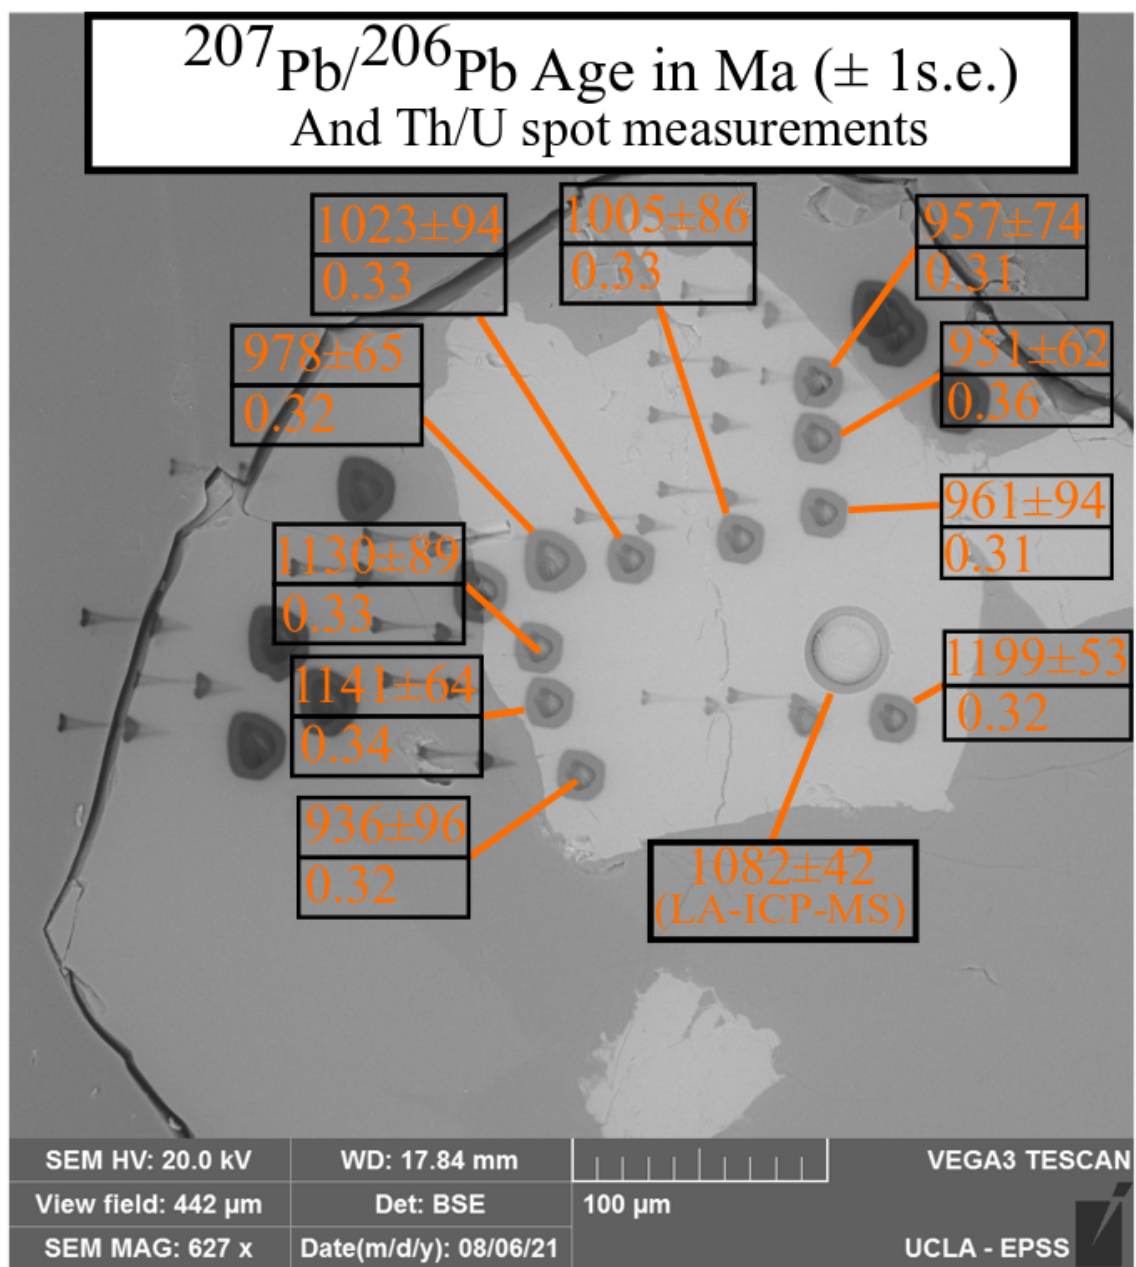 207Pb/206Pb Age in Ma (± 1s.e.)
And Th/U spot measurements
1023±94
0.33
1005±86
0.33
957±74
0.31
978±65
0.32
951±62
0.36
961±94
0.31
1130±89
0.33
1141±64
0.34
1199±53
0.32
936±96
0.32
1082±42
(LA-ICP-MS)
SEM HV: 20.0 kV
WD: 17.84 mm
VEGA3 TESCAN
View field: 442 µm
Det: BSE
100 µm
SEM MAG: 627 x
Date(m/d/y): 08/06/21
UCLA - EPSS